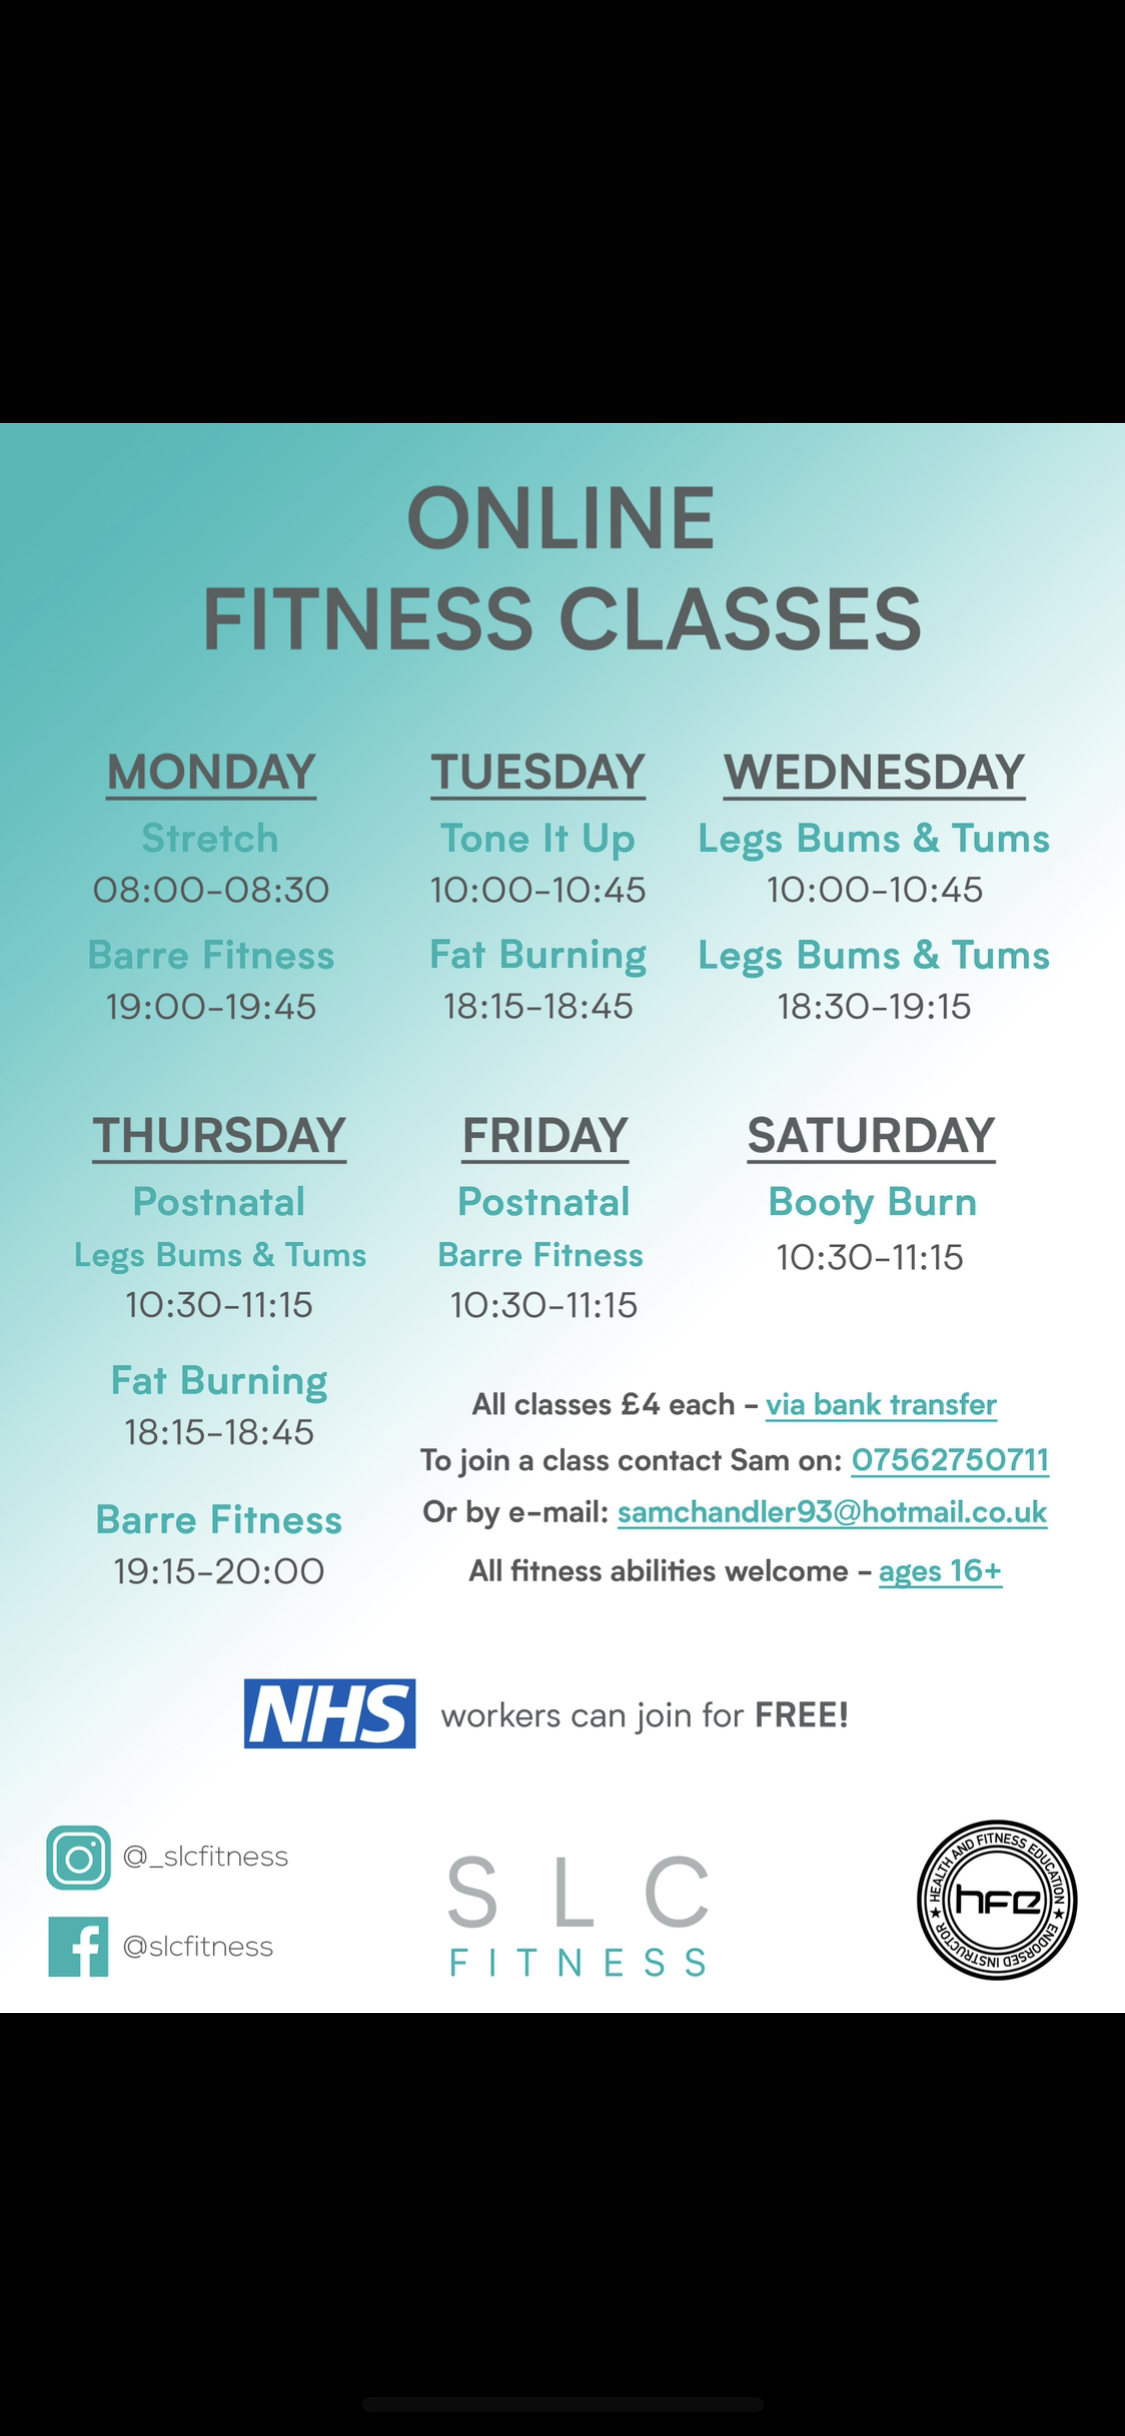 ONLINE
FITNESS CLASSES
MONDAY
Stretch
08:00-08:30
Barre Fitness
19:00-19:45
TUESDAY
Tone It Up
10:00-10:45
Fat Burning
18:15-18:45
WEDNESDAY
Legs Bums & Tums
10:00-10:45
Legs Bums & Tums
18:30-19:15
THURSDAY
Postnatal
Legs Bums & Tums
10:30-11:15
Fat Burning
18:15-18:45
Barre Fitness
19:15-20:00
FRIDAY
Postnatal
Barre Fitness
10:30-11:15
SATURDAY
Booty Burn
10:30-11:15
All classes £4 each - via bank transfer
To join a class contact Sam on: 07562750711
Or by e-mail: samchandler93@hotmail.co.uk
All fitness abilities welcome - ages 16+
NHS workers can join for FREE!
@_slcfitness
@slcfitness
SLC
FITNESS
HEALTH AND FITNESS EDUCATION
hfe
ENDORSED INSTRUCTOR